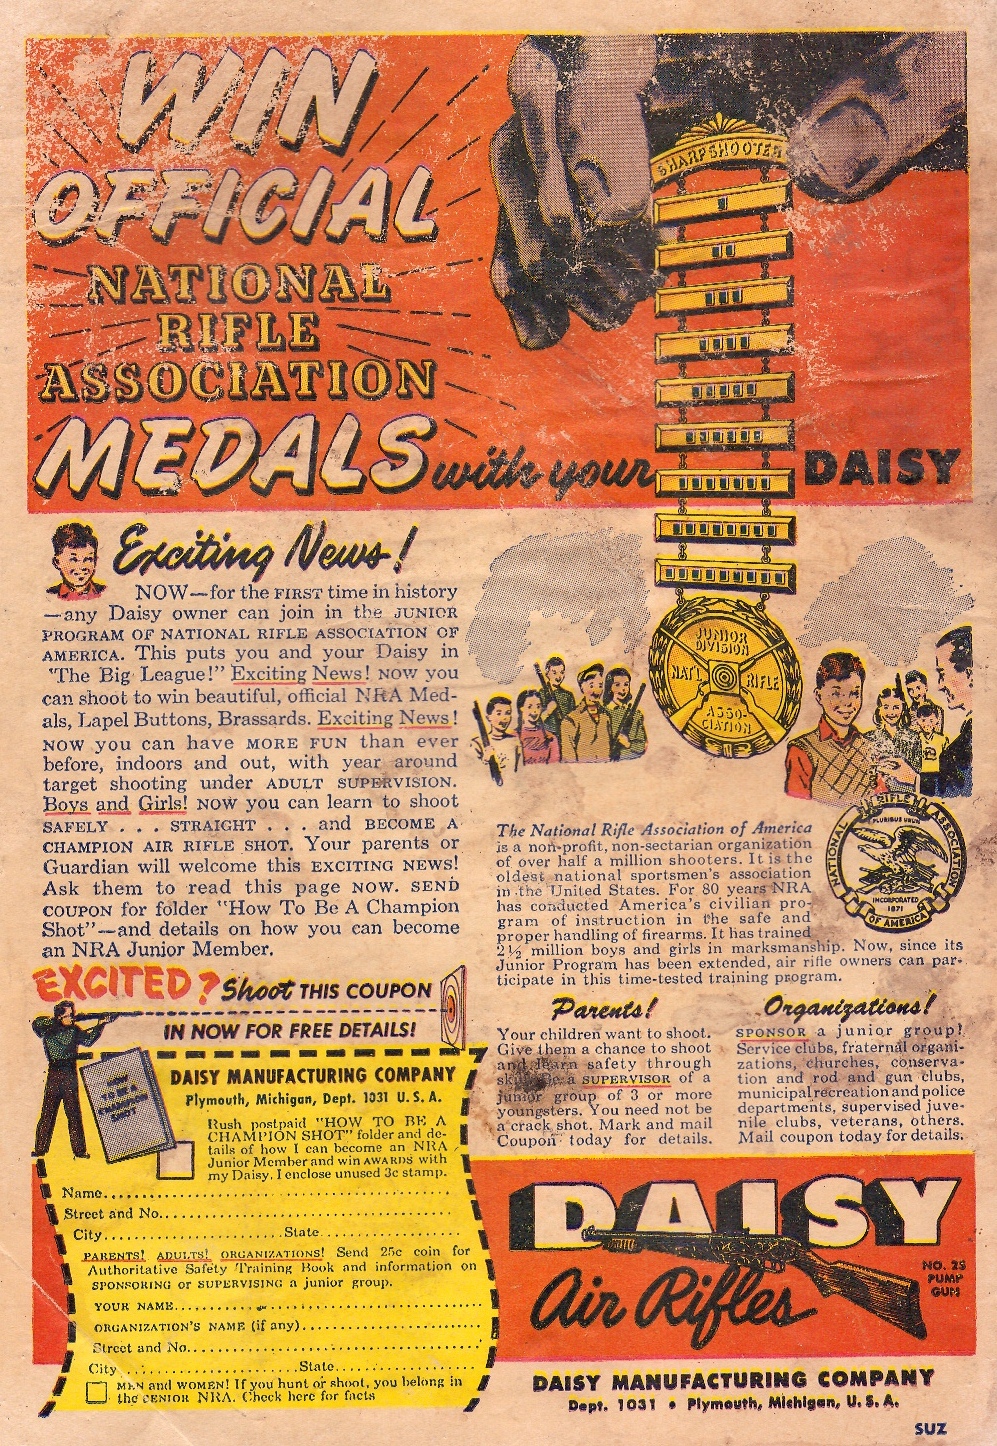 WIN
OFFICIAL
NATIONAL
RIFLE
ASSOCIATION
MEDALS with your DAISY
SHARPSHOOTER
JUNIOR
DIVISION
NAT'L RIFLE
ASSO-
CIATION
Exciting News!
NOW—for the FIRST time in history
—any Daisy owner can join in the JUNIOR
PROGRAM OF NATIONAL RIFLE ASSOCIATION OF
AMERICA. This puts you and your Daisy in
"The Big League!" Exciting News! NOW you
can shoot to win beautiful, official NRA Med-
als, Lapel Buttons, Brassards. Exciting News!
NOW you can have MORE FUN than ever
before, indoors and out, with year around
target shooting under ADULT SUPERVISION.
Boys and Girls! NOW you can learn to shoot
SAFELY . . . STRAIGHT . . . and BECOME A
CHAMPION AIR RIFLE SHOT. Your parents or
Guardian will welcome this EXCITING NEWS!
Ask them to read this page NOW. SEND
COUPON for folder "How To Be A Champion
Shot"—and details on how you can become
an NRA Junior Member.
The National Rifle Association of America
is a non-profit, non-sectarian organization
of over half a million shooters. It is the
oldest national sportsmen's association
in the United States. For 80 years NRA
has conducted America's civilian pro-
gram of instruction in the safe and
proper handling of firearms. It has trained
2½ million boys and girls in marksmanship. Now, since its
Junior Program has been extended, air rifle owners can par-
ticipate in this time-tested training program.
NATIONAL RIFLE ASSOCIATION
PLURIBUS UNUM
INCORPORATED
1871
OF AMERICA
Parents!
Your children want to shoot.
Give them a chance to shoot
and learn safety through
a SUPERVISOR of a
junior group of 3 or more
youngsters. You need not be
a crack shot. Mark and mail
Coupon today for details.
Organizations!
SPONSOR a junior group!
Service clubs, fraternal organi-
zations, churches, conserva-
tion and rod and gun clubs,
municipal recreation and police
departments, supervised juve-
nile clubs, veterans, others.
Mail coupon today for details.
EXCITED? Shoot THIS COUPON
IN NOW FOR FREE DETAILS!
HOW TO BE A CHAMPION SHOT
DAISY MANUFACTURING COMPANY
Plymouth, Michigan, Dept. 1031 U. S. A.
Rush postpaid "HOW TO BE A
CHAMPION SHOT" folder and de-
tails of how I can become an NRA
Junior Member and win AWARDS with
my Daisy. I enclose unused 3c stamp.
Name
Street and No.
City State
PARENTS! ADULTS! ORGANIZATIONS! Send 25c coin for
Authoritative Safety Training Book and information on
SPONSORING or SUPERVISING a junior group.
YOUR NAME
ORGANIZATION'S NAME (if any)
Street and No.
City State
MEN and WOMEN! If you hunt or shoot, you belong in
the SENIOR NRA. Check here for facts
DAISY
Air Rifles
NO. 25
PUMP
GUN
DAISY MANUFACTURING COMPANY
Dept. 1031 • Plymouth, Michigan, U. S. A.
SUZ